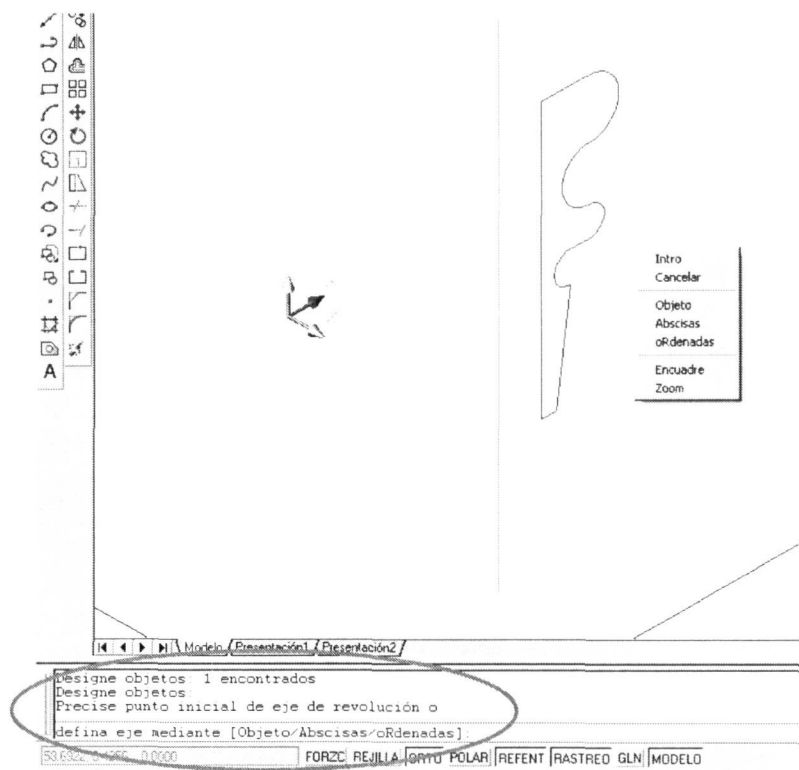 A
Intro
Cancelar
Objeto
Abscisas
oRdenadas
Encuadre
Zoom
Modelo Presentación1 Presentación2
Designe objetos: 1 encontrados
Designe objetos:
Precise punto inicial de eje de revolución o
defina eje mediante [Objeto/Abscisas/oRdenadas]:
FORZC REJILLA ORTO POLAR REFENT RASTREO GLN MODELO